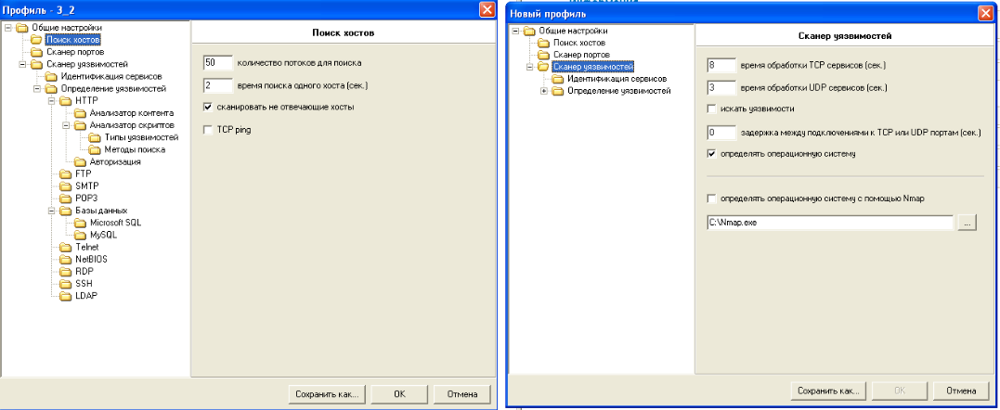 Профиль - 3_2
Общие настройки
Поиск хостов
Сканер портов
Сканер уязвимостей
Идентификация сервисов
Определение уязвимостей
HTTP
Анализатор контента
Анализатор скриптов
Типы уязвимостей
Методы поиска
Авторизация
FTP
SMTP
POP3
Базы данных
Microsoft SQL
MySQL
Telnet
NetBIOS
RDP
SSH
LDAP
Поиск хостов
50 количество потоков для поиска
2 время поиска одного хоста (сек.)
сканировать не отвечающие хосты
TCP ping
Сохранить как... OK Отмена
Новый профиль
Общие настройки
Поиск хостов
Сканер портов
Сканер уязвимостей
Идентификация сервисов
Определение уязвимостей
Сканер уязвимостей
8 время обработки TCP сервисов (сек.)
3 время обработки UDP сервисов (сек.)
искать уязвимости
0 задержка между подключениями к TCP или UDP портам (сек.)
определять операционную систему
определять операционную систему с помощью Nmap
C:\Nmap.exe ...
Сохранить как... OK Отмена